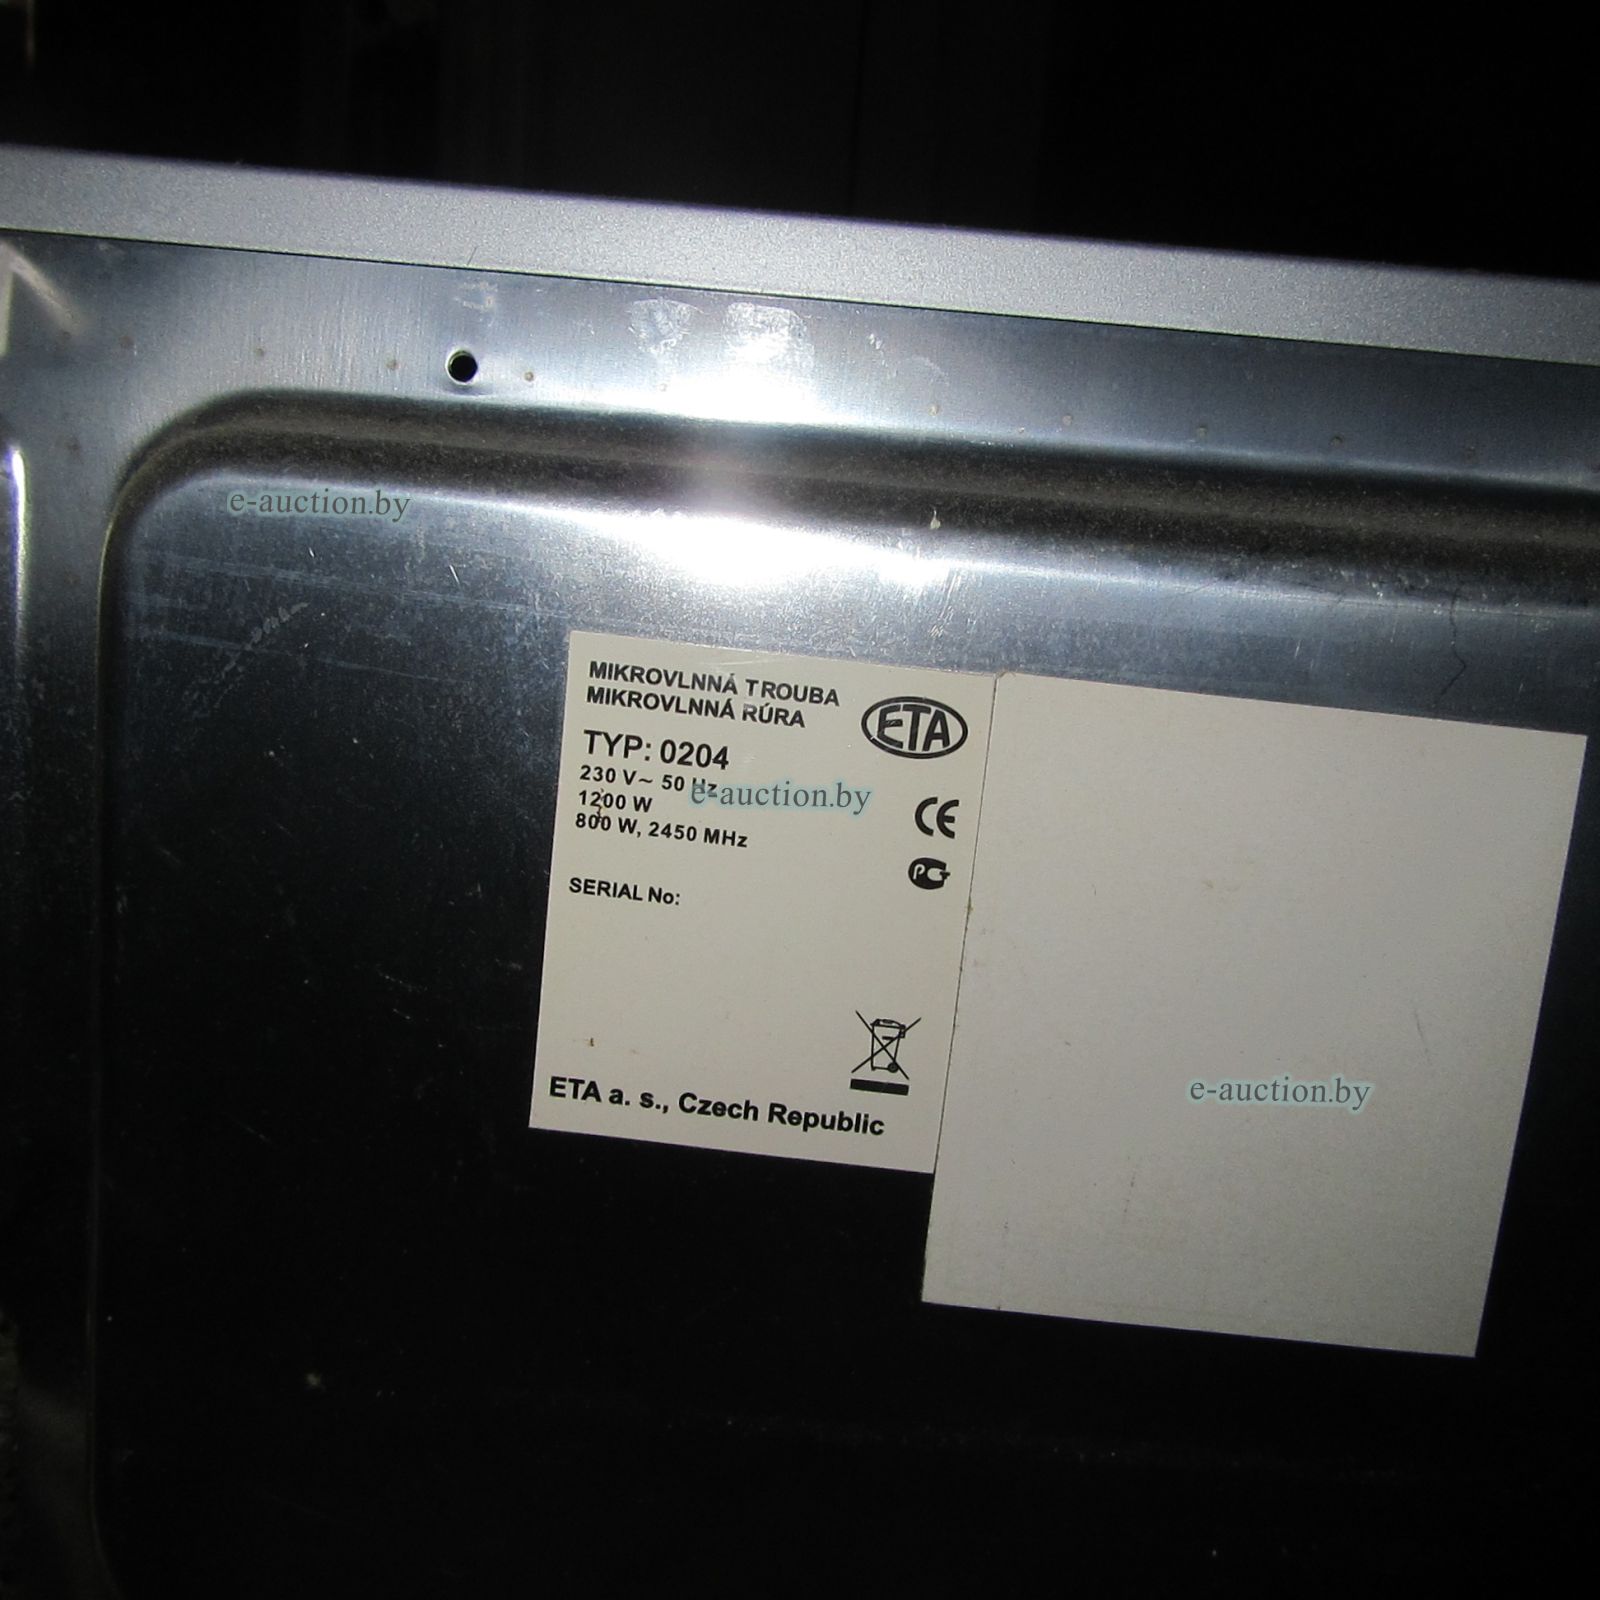 e-auction.by
MIKROVLNNÁ TROUBA
MIKROVLNNÁ RÚRA
ETA
TYP: 0204
230 V~ 50 Hz
e-auction.by
1200 W
800 W, 2450 MHz
CE
PCT
SERIAL No:
ETA a. s., Czech Republic
e-auction.by